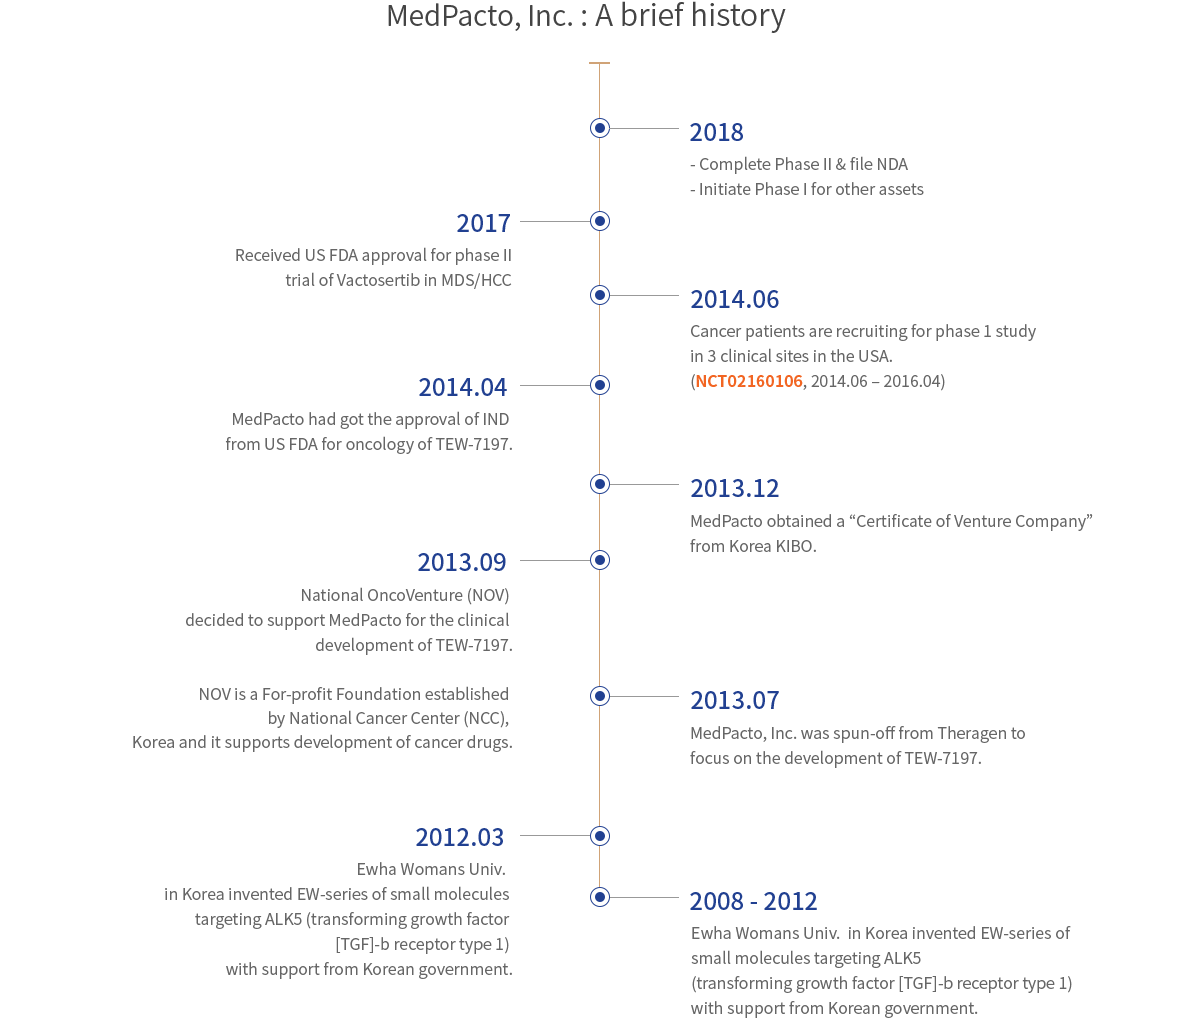 MedPacto, Inc. : A brief history
2018
- Complete Phase II & file NDA
- Initiate Phase I for other assets
2017
Received US FDA approval for phase II
trial of Vactosertib in MDS/HCC
2014.06
Cancer patients are recruiting for phase 1 study
in 3 clinical sites in the USA.
(NCT02160106, 2014.06 – 2016.04)
2014.04
MedPacto had got the approval of IND
from US FDA for oncology of TEW-7197.
2013.12
MedPacto obtained a “Certificate of Venture Company”
from Korea KIBO.
2013.09
National OncoVenture (NOV)
decided to support MedPacto for the clinical
development of TEW-7197.
NOV is a For-profit Foundation established
by National Cancer Center (NCC),
Korea and it supports development of cancer drugs.
2013.07
MedPacto, Inc. was spun-off from Theragen to
focus on the development of TEW-7197.
2012.03
Ewha Womans Univ.
in Korea invented EW-series of small molecules
targeting ALK5 (transforming growth factor
[TGF]-b receptor type 1)
with support from Korean government.
2008 - 2012
Ewha Womans Univ.  in Korea invented EW-series of
small molecules targeting ALK5
(transforming growth factor [TGF]-b receptor type 1)
with support from Korean government.